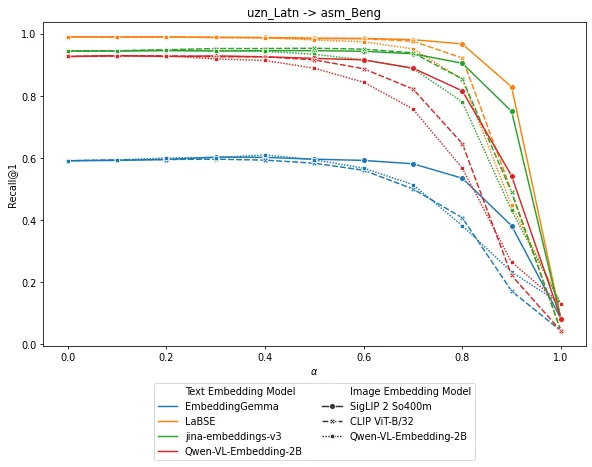 uzn_Latn -> asm_Beng
Recall@1
1.0
0.8
0.6
0.4
0.2
0.0
0.0 0.2 0.4 0.6 0.8 1.0
α
Text Embedding Model Image Embedding Model
EmbeddingGemma SigLIP 2 So400m
LaBSE CLIP ViT-B/32
jina-embeddings-v3 Qwen-VL-Embedding-2B
Qwen-VL-Embedding-2B